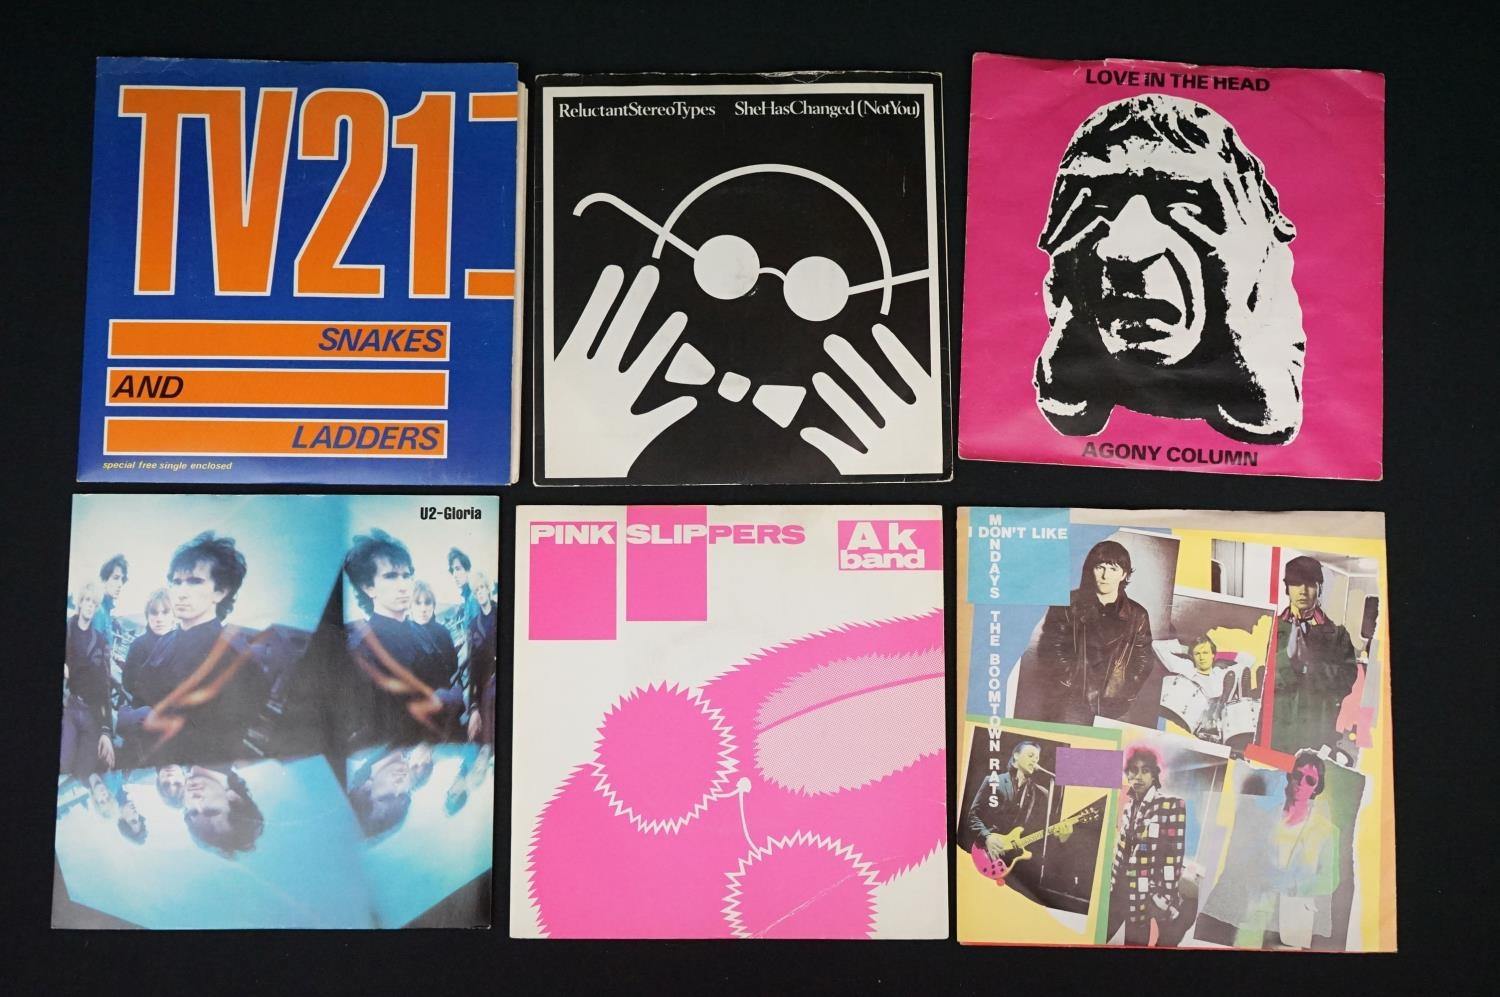 TV21
SNAKES
AND
LADDERS
special free single enclosed
ReluctantStereoTypes SheHasChanged(NotYou)
LOVE IN THE HEAD
AGONY COLUMN
U2-Gloria
PINK SLIPPERS
Ak
band
I DON'T LIKE
MONDAYS THE BOOMTOWN RATS